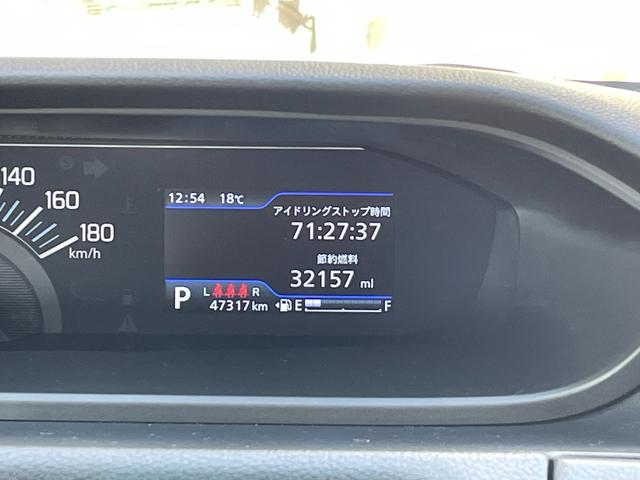 140
160
180
km/h
12:54 18℃
アイドリングストップ時間
71:27:37
節約燃料
32157 ml
P L R
47317 km E F